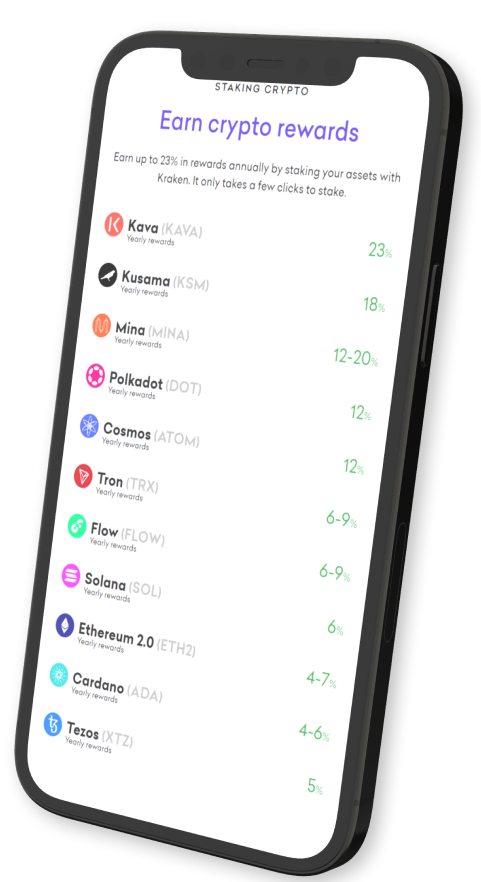 STAKING CRYPTO
Earn crypto rewards
Earn up to 23% in rewards annually by staking your assets with
Kraken. It only takes a few clicks to stake.
Kava (KAVA)
Yearly rewards
23%
Kusama (KSM)
Yearly rewards
18%
Mina (MINA)
Yearly rewards
12-20%
Polkadot (DOT)
Yearly rewards
12%
Cosmos (ATOM)
Yearly rewards
12%
Tron (TRX)
Yearly rewards
6-9%
Flow (FLOW)
Yearly rewards
6-9%
Solana (SOL)
Yearly rewards
6%
Ethereum 2.0 (ETH2)
Yearly rewards
4-7%
Cardano (ADA)
Yearly rewards
4-6%
Tezos (XTZ)
Yearly rewards
5%